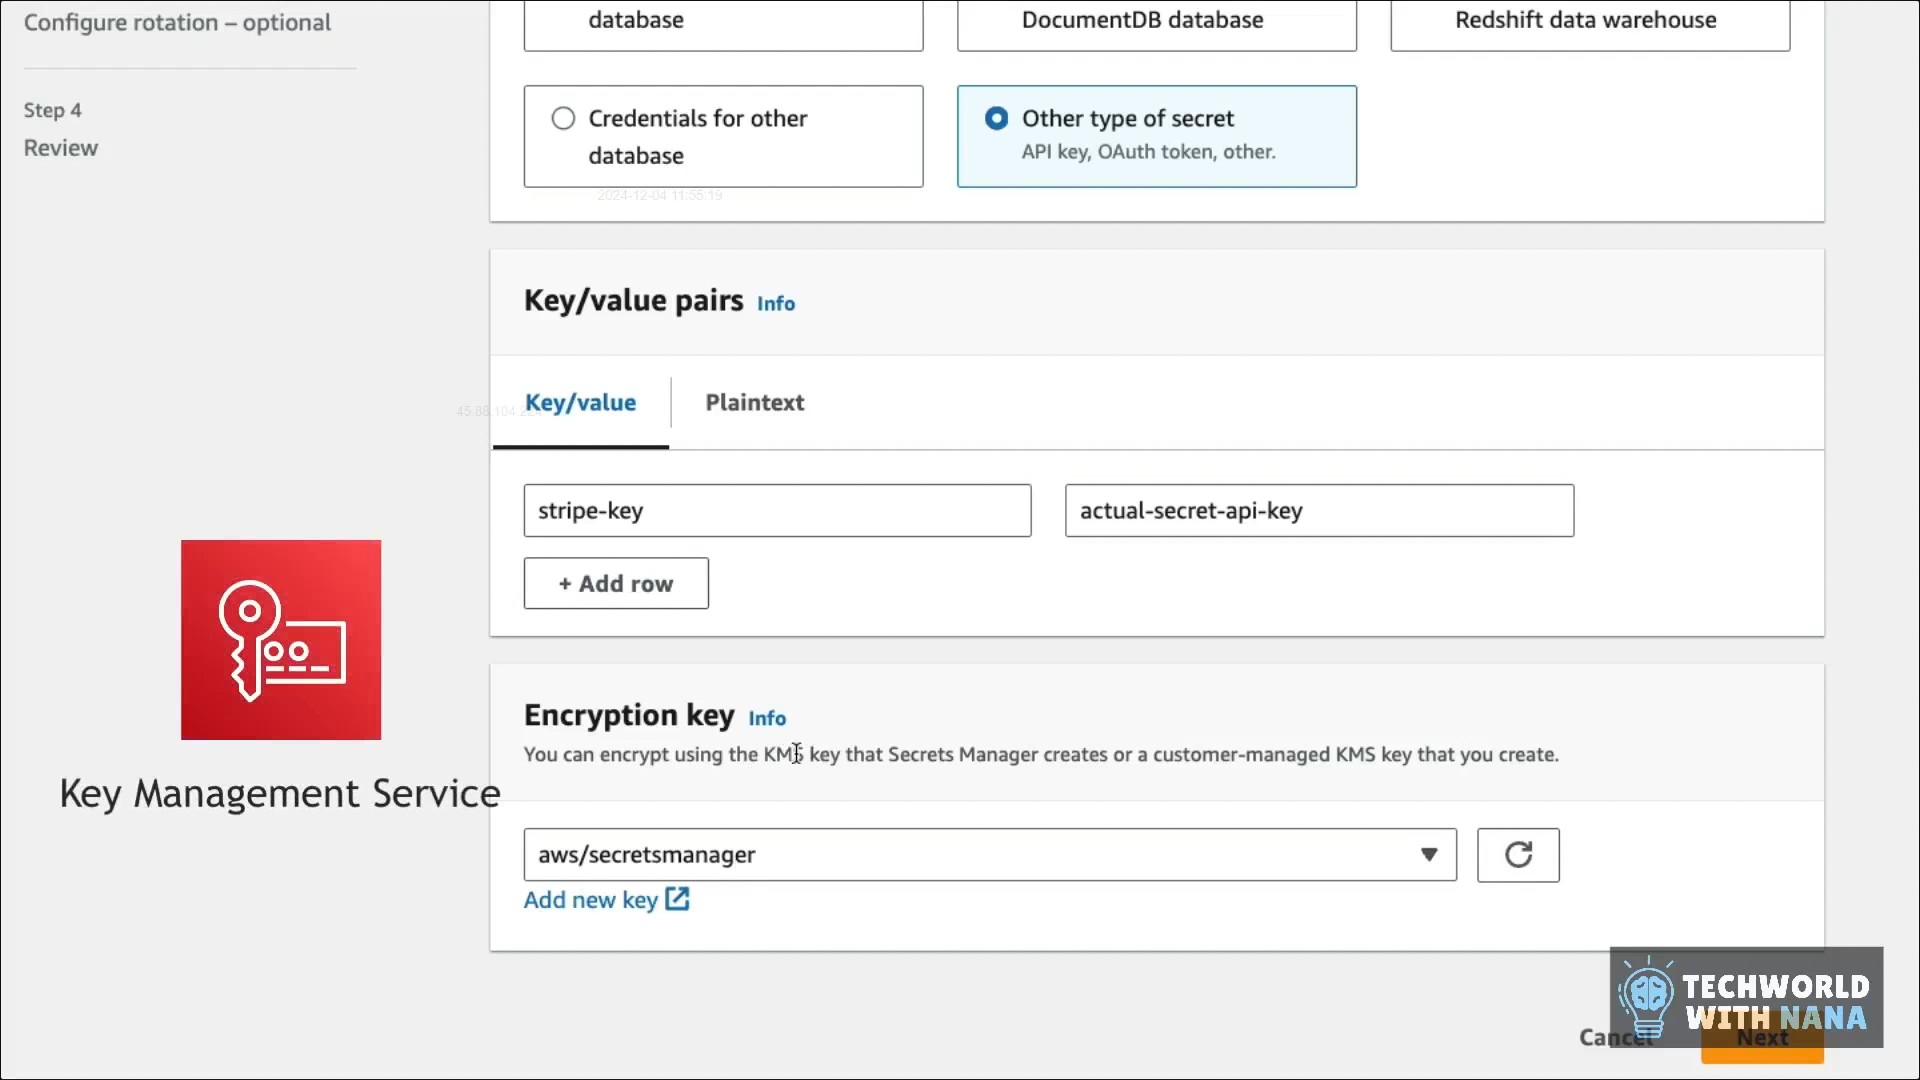 Configure rotation – optional
Step 4
Review
database
DocumentDB database
Redshift data warehouse
Credentials for other
database
Other type of secret
API key, OAuth token, other.
2024-12-04 11:55:19
Key/value pairs Info
45.88.104.224
Key/value
Plaintext
stripe-key
actual-secret-api-key
+ Add row
Key Management Service
Encryption key Info
You can encrypt using the KMS key that Secrets Manager creates or a customer-managed KMS key that you create.
aws/secretsmanager
Add new key
TECHWORLD
WITH NANA
Cancel
Next